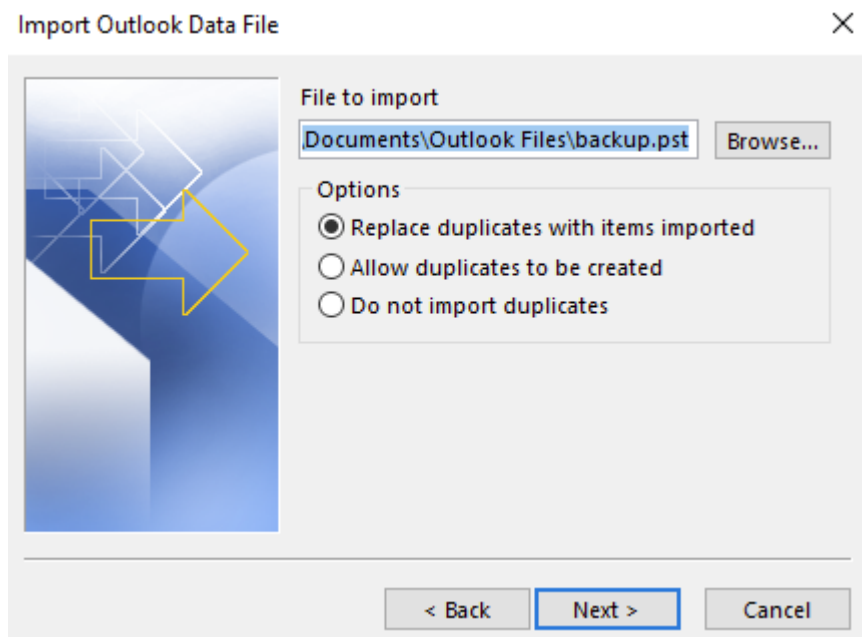 Import Outlook Data File
File to import
\Documents\Outlook Files\backup.pst
Browse...
Options
Replace duplicates with items imported
Allow duplicates to be created
Do not import duplicates
< Back
Next >
Cancel